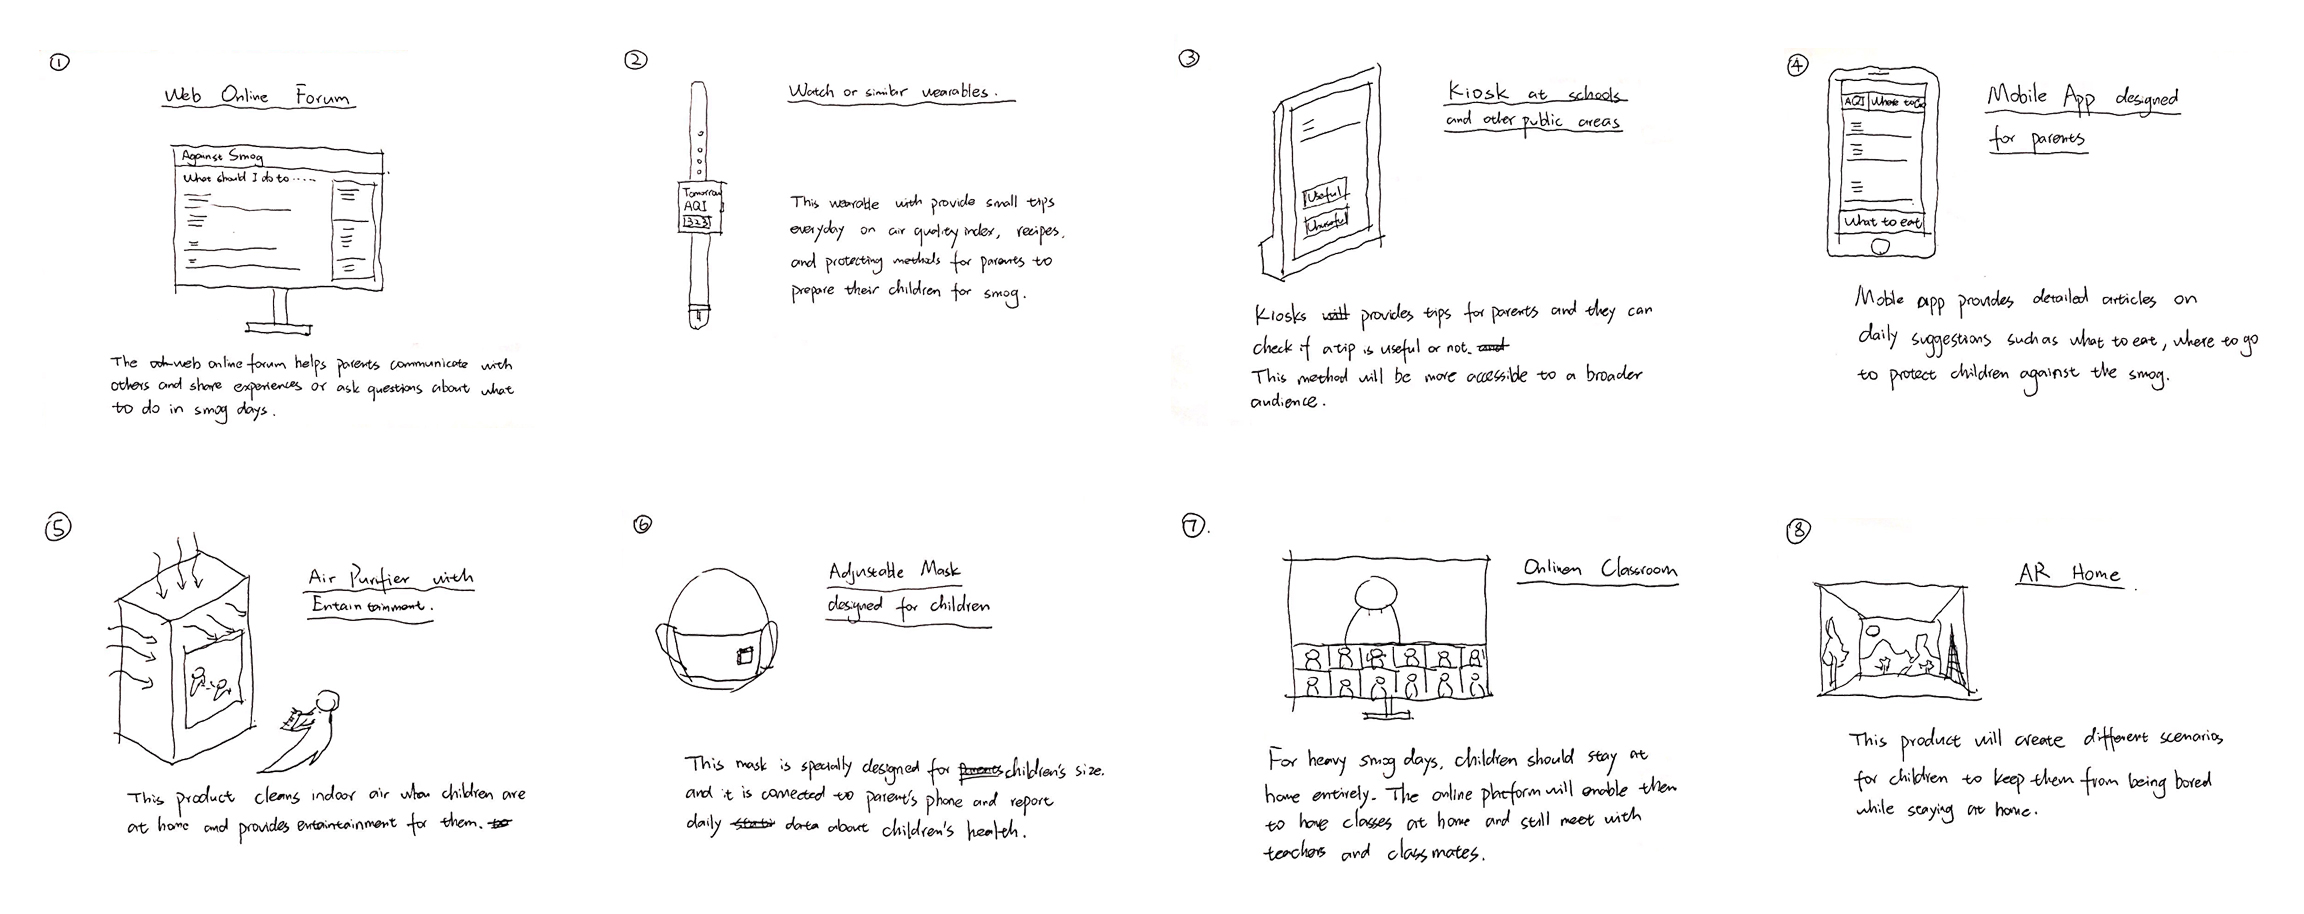 ①
Web Online Forum
Against Smog
What should I do to .....
The web online forum helps parents communicate with
others and share experiences or ask questions about what
to do in smog days.
②
Watch or similar wearables.
Tomorrow
AQI
323
This wearable with provide small tips
everyday on air quality index, recipes,
and protecting methods for parents to
prepare their children for smog.
③
Kiosk at schools
and other public areas
Useful
Unuseful
Kiosks will provides tips for parents and they can
check if a tip is useful or not. and
This method will be more accessible to a broader
audience.
④
Mobile App designed
for parents
AQI Where to Go
What to eat
Moble app provides detailed articles on
daily suggestions such as what to eat, where to go
to protect children against the smog.
⑤
Air Purifier with
Entertainment.
This product cleans indoor air when children are
at home and provides entaintainment for them. to
⑥
Adjustable Mask
designed for children
This mask is specially designed for parents children's size.
and it is connected to parent's phone and report
daily data about children's health.
⑦.
Onlinen Classroom
For heavy smog days, children should stay at
home entirely. The online platform will enable them
to have classes at home and still meet with
teachers and classmates.
⑧
AR Home.
This product will create different scenarios
for children to keep them from being bored
while staying at home.